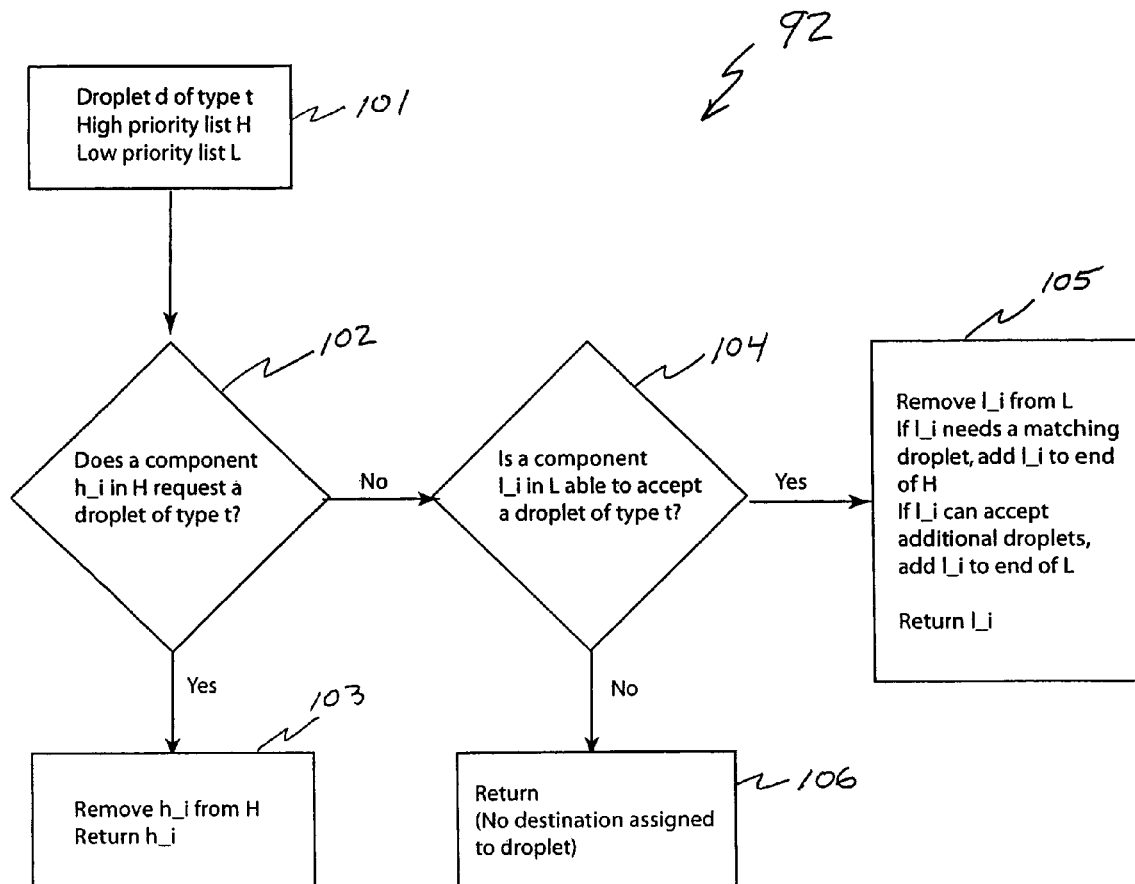 92
Droplet d of type t
High priority list H
Low priority list L
101
102
Does a component
h_i in H request a
droplet of type t?
No
104
Is a component
l_i in L able to accept
a droplet of type t?
Yes
105
Remove l_i from L
If l_i needs a matching
droplet, add l_i to end
of H
If l_i can accept
additional droplets,
add l_i to end of L
Return l_i
Yes
103
Remove h_i from H
Return h_i
No
106
Return
(No destination assigned
to droplet)